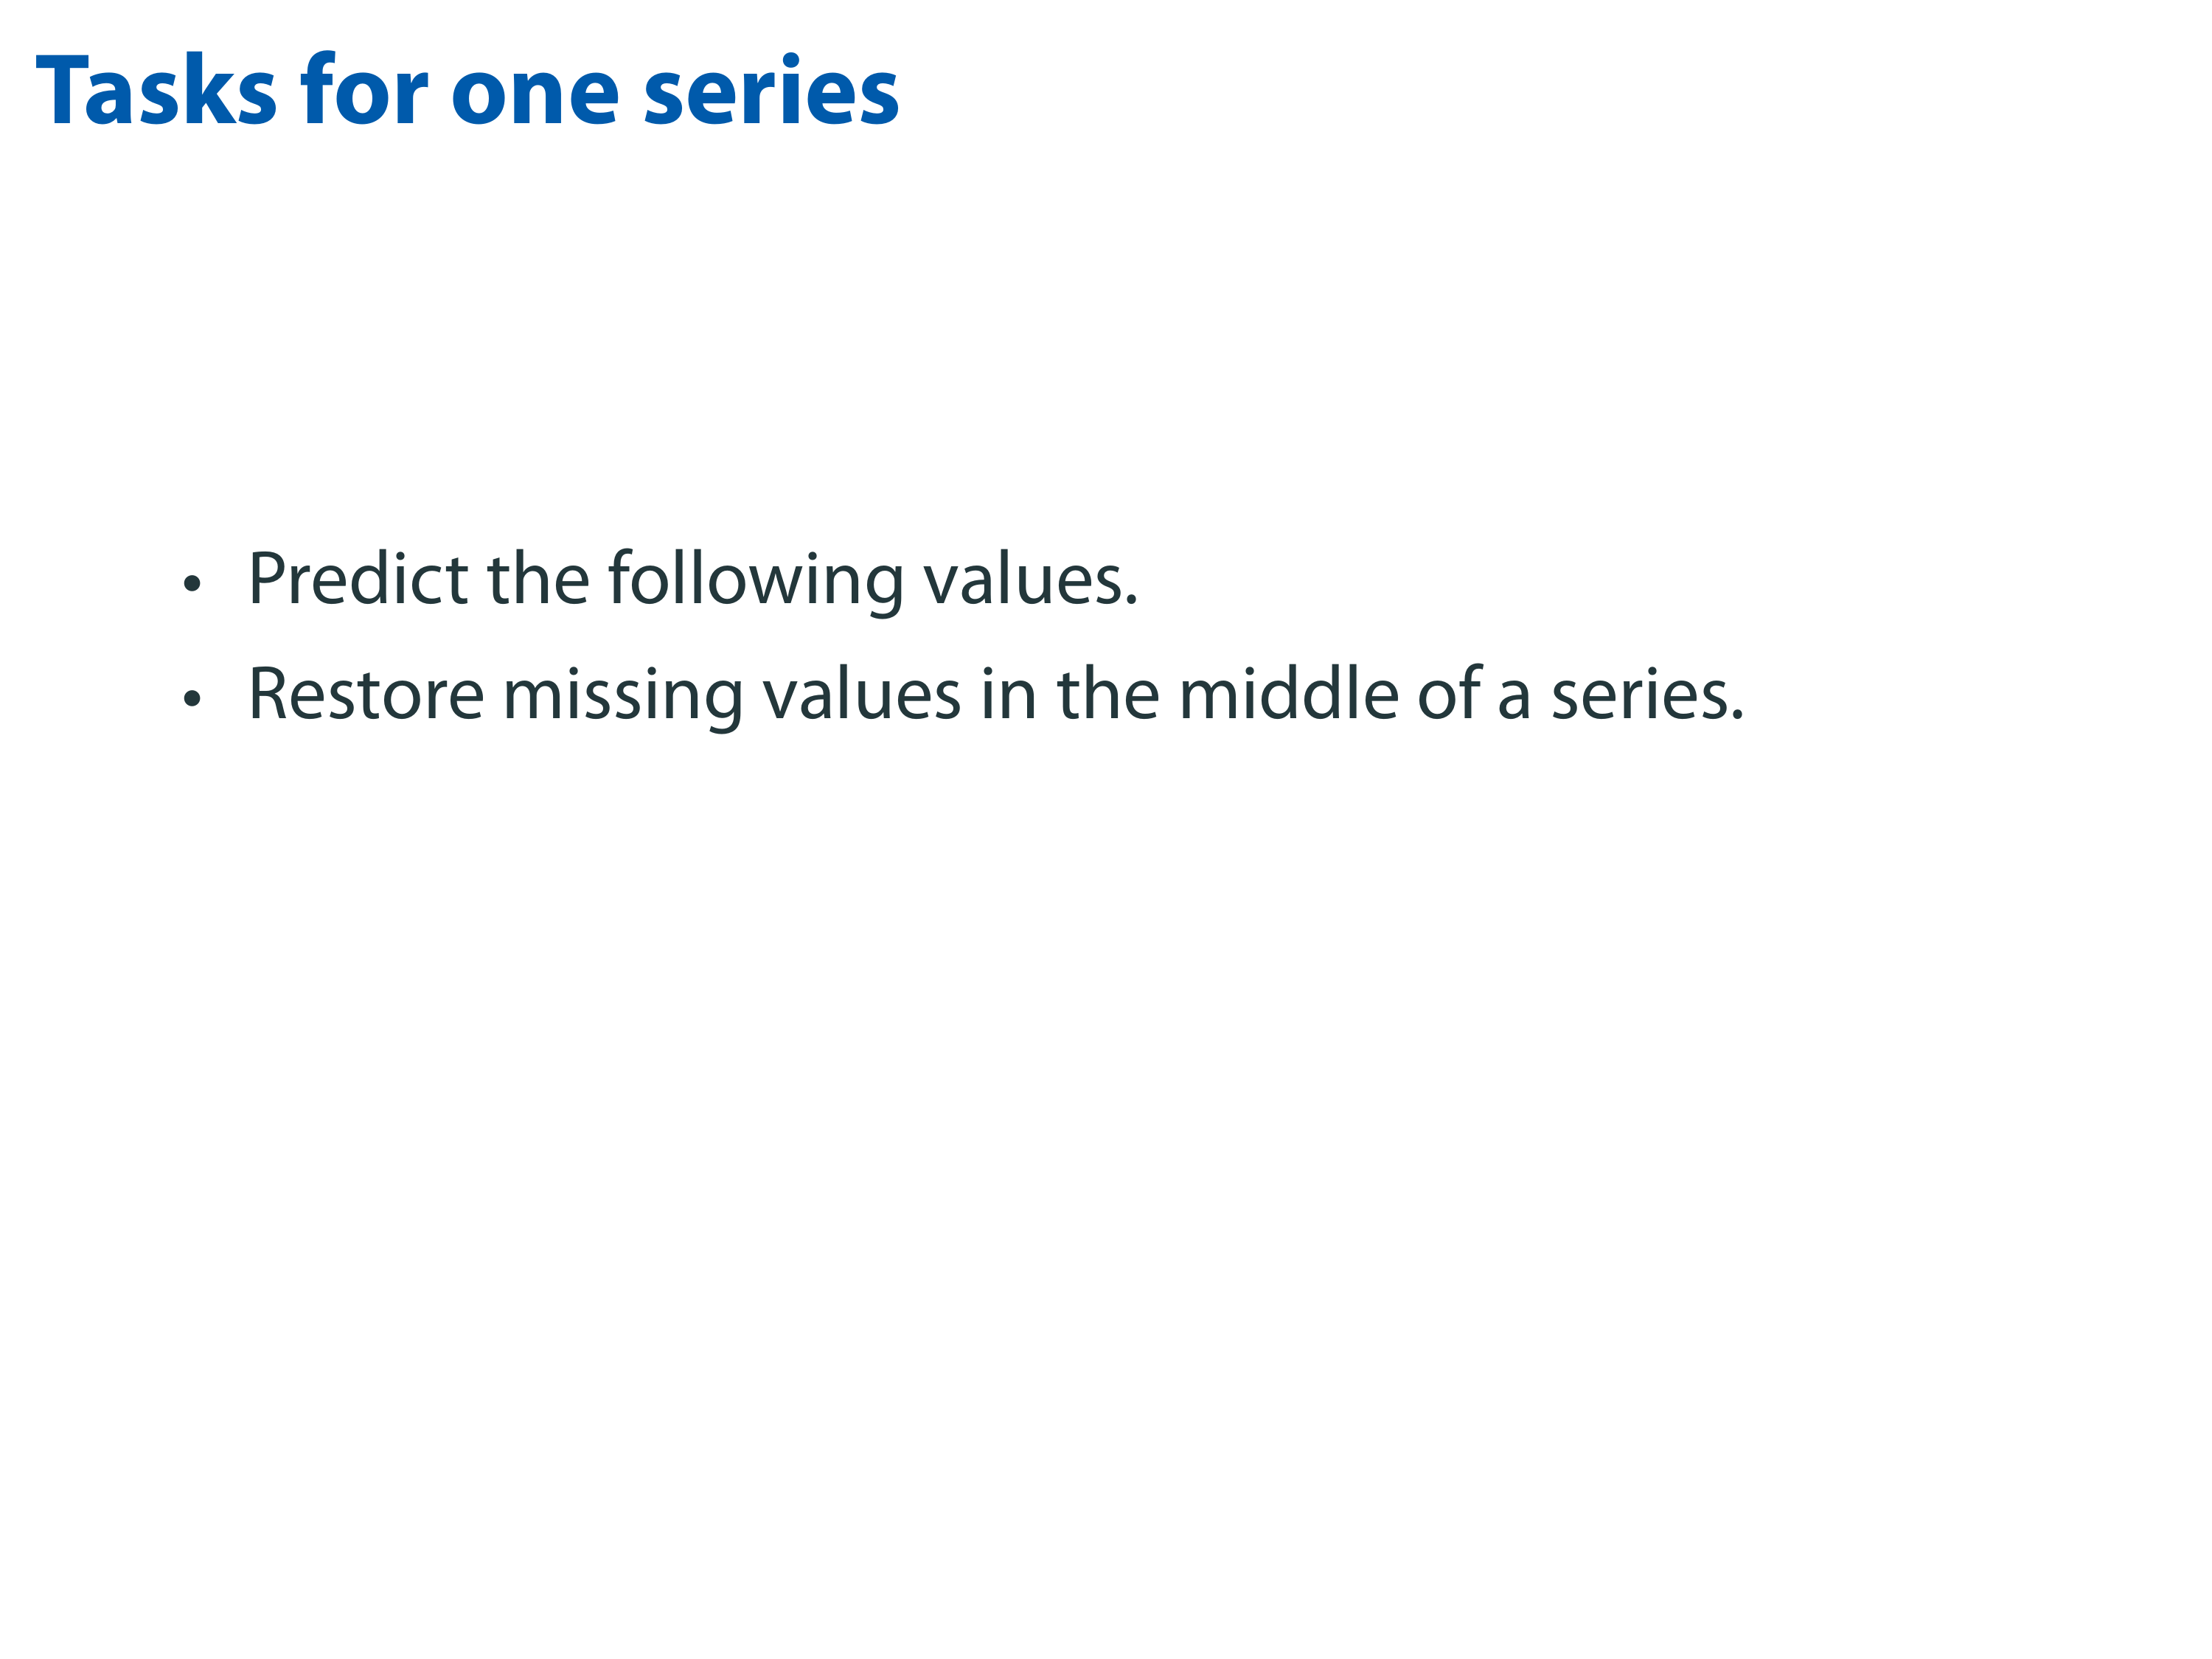 Tasks for one series
• Predict the following values.
• Restore missing values in the middle of a series.